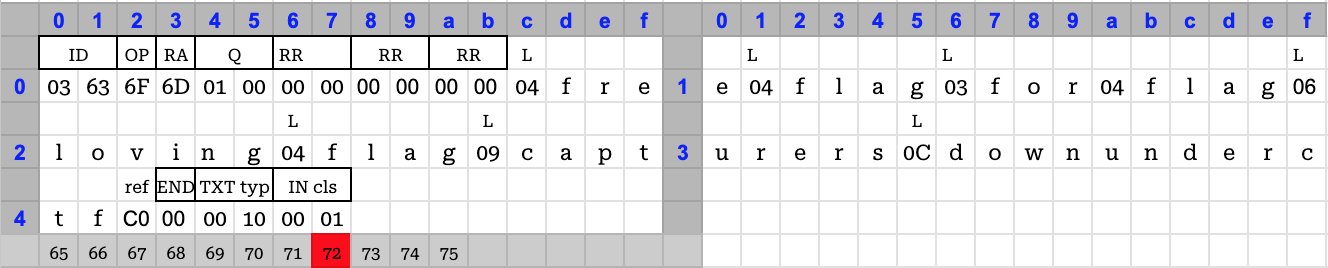 0 1 2 3 4 5 6 7 8 9 a b c d e f 0 1 2 3 4 5 6 7 8 9 a b c d e f
ID OP RA Q RR RR RR L L L L
0 03 63 6F 6D 01 00 00 00 00 00 00 00 04 f r e 1 e 04 f l a g 03 f o r 04 f l a g 06
L L L
2 l o v i n g 04 f l a g 09 c a p t 3 u r e r s 0C d o w n u n d e r c
ref END TXT typ IN cls
4 t f C0 00 00 10 00 01
65 66 67 68 69 70 71 72 73 74 75